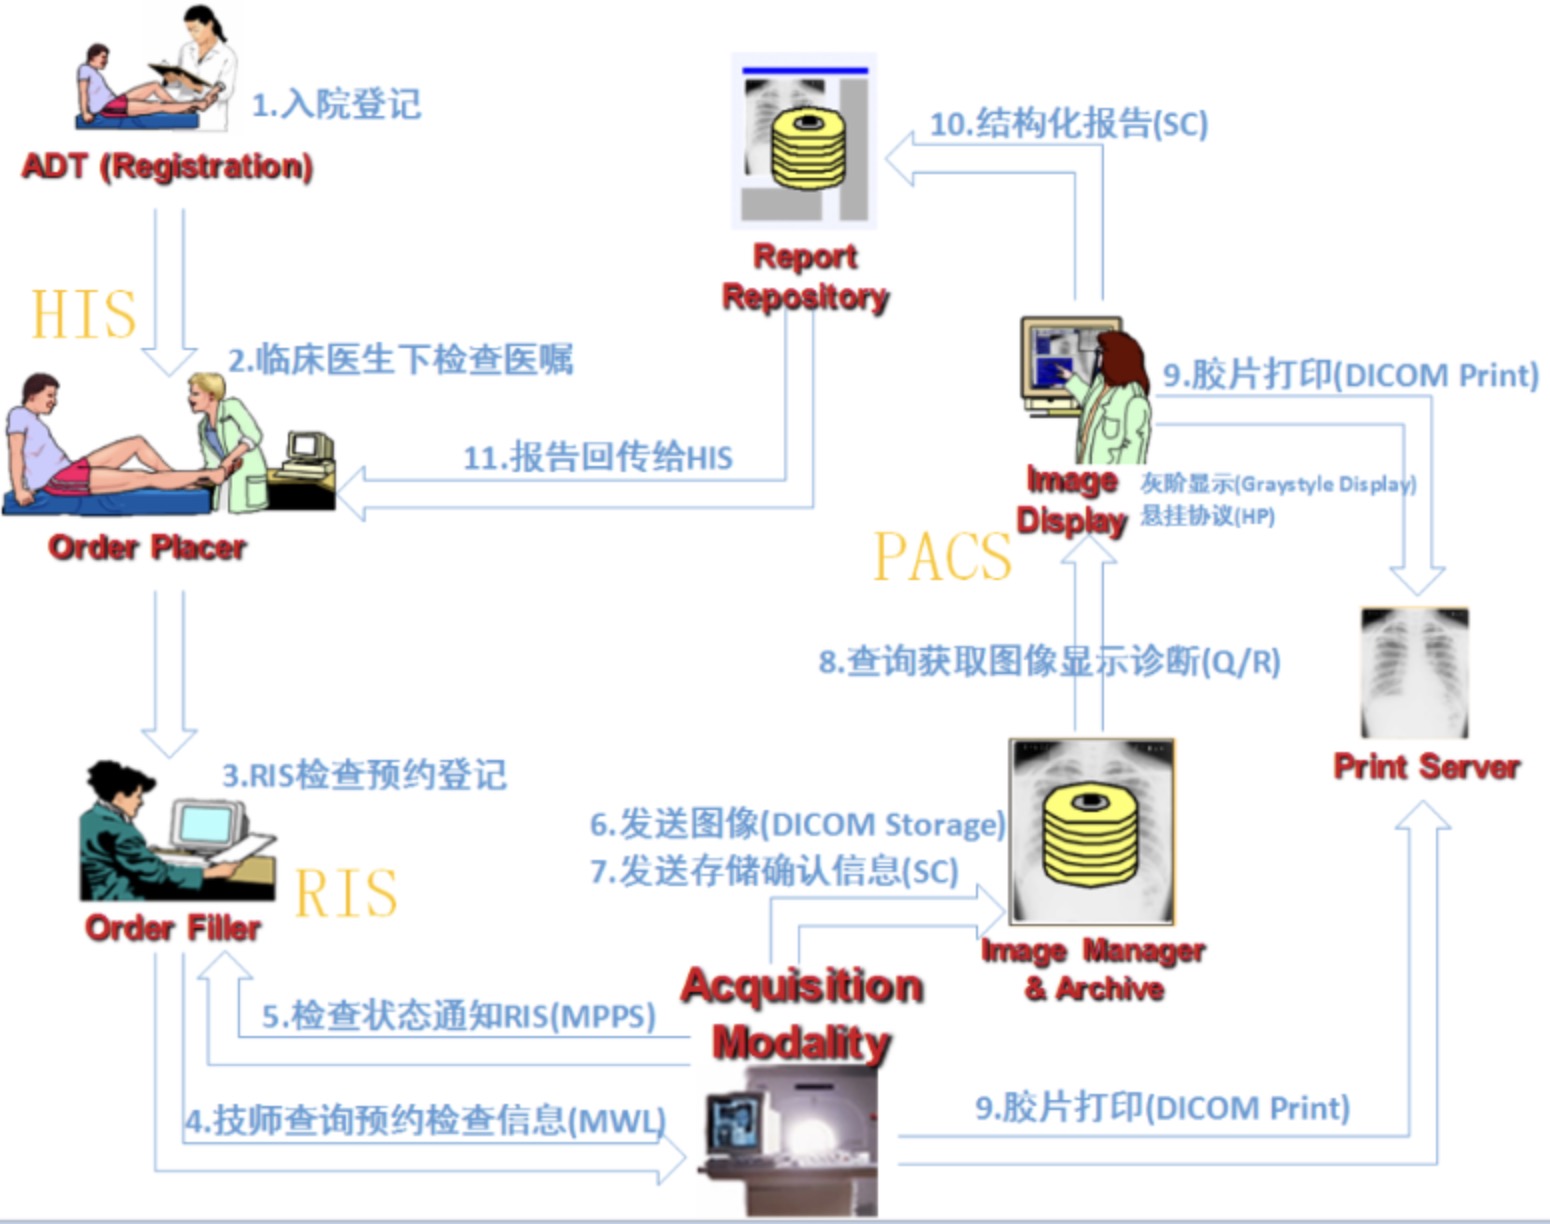 1.入院登记
ADT (Registration)
HIS
2.临床医生下检查医嘱
Order Placer
3.RIS检查预约登记
RIS
Order Filler
4.技师查询预约检查信息(MWL)
5.检查状态通知RIS(MPPS)
Acquisition
Modality
6.发送图像(DICOM Storage)
7.发送存储确认信息(SC)
Image Manager
& Archive
8.查询获取图像显示诊断(Q/R)
PACS
Image
Display
灰阶显示(Graystyle Display)
悬挂协议(HP)
9.胶片打印(DICOM Print)
Print Server
9.胶片打印(DICOM Print)
10.结构化报告(SC)
Report
Repository
11.报告回传给HIS